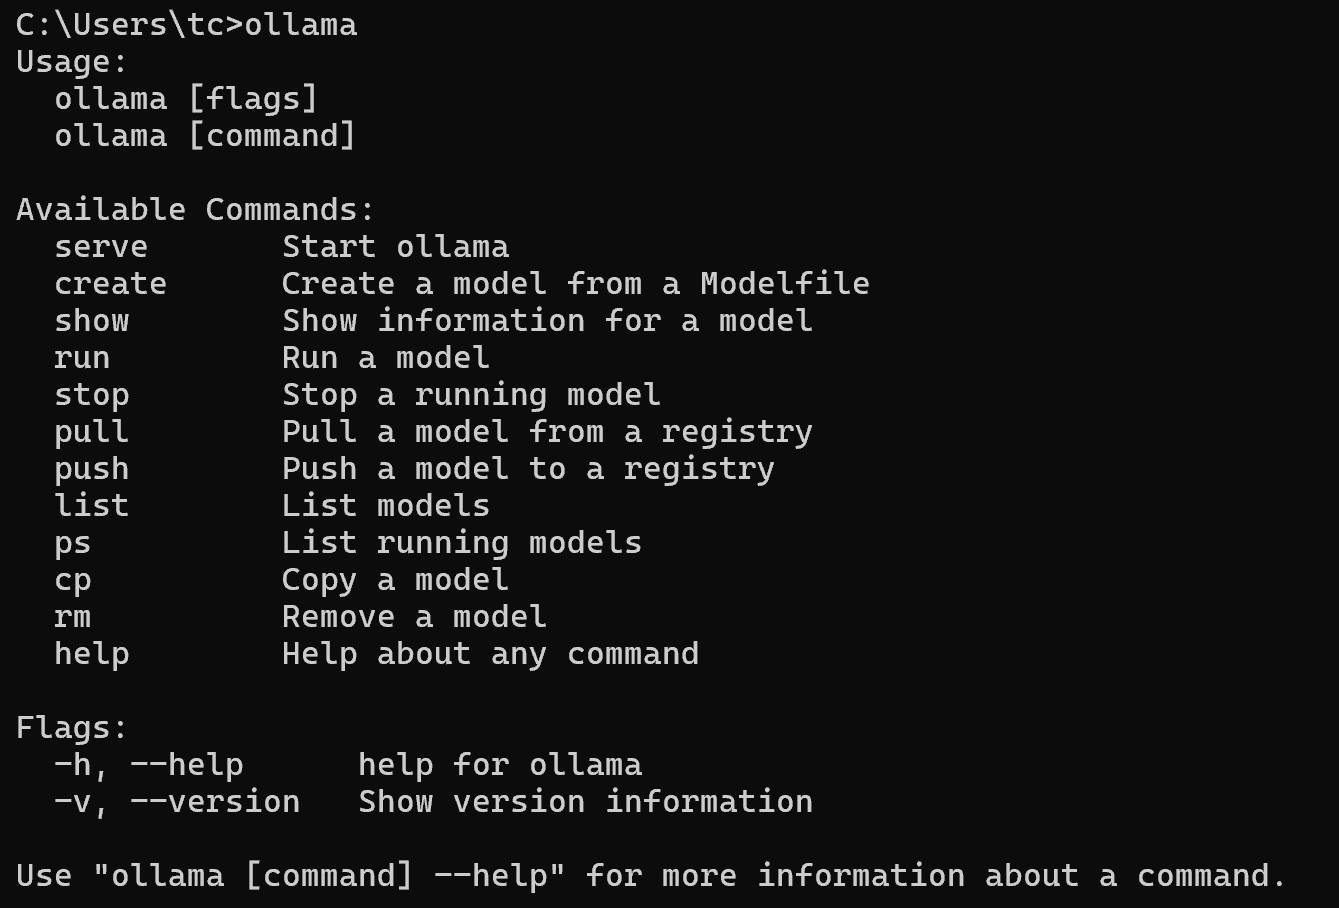 C:\Users\tc>ollama
Usage:
  ollama [flags]
  ollama [command]

Available Commands:
  serve       Start ollama
  create      Create a model from a Modelfile
  show        Show information for a model
  run         Run a model
  stop        Stop a running model
  pull        Pull a model from a registry
  push        Push a model to a registry
  list        List models
  ps          List running models
  cp          Copy a model
  rm          Remove a model
  help        Help about any command

Flags:
  -h, --help      help for ollama
  -v, --version   Show version information

Use "ollama [command] --help" for more information about a command.